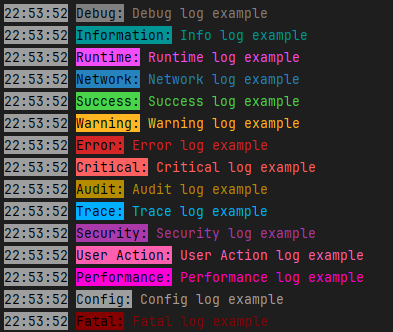 22:53:52 Debug: Debug log example
22:53:52 Information: Info log example
22:53:52 Runtime: Runtime log example
22:53:52 Network: Network log example
22:53:52 Success: Success log example
22:53:52 Warning: Warning log example
22:53:52 Error: Error log example
22:53:52 Critical: Critical log example
22:53:52 Audit: Audit log example
22:53:52 Trace: Trace log example
22:53:52 Security: Security log example
22:53:52 User Action: User Action log example
22:53:52 Performance: Performance log example
22:53:52 Config: Config log example
22:53:52 Fatal: Fatal log example